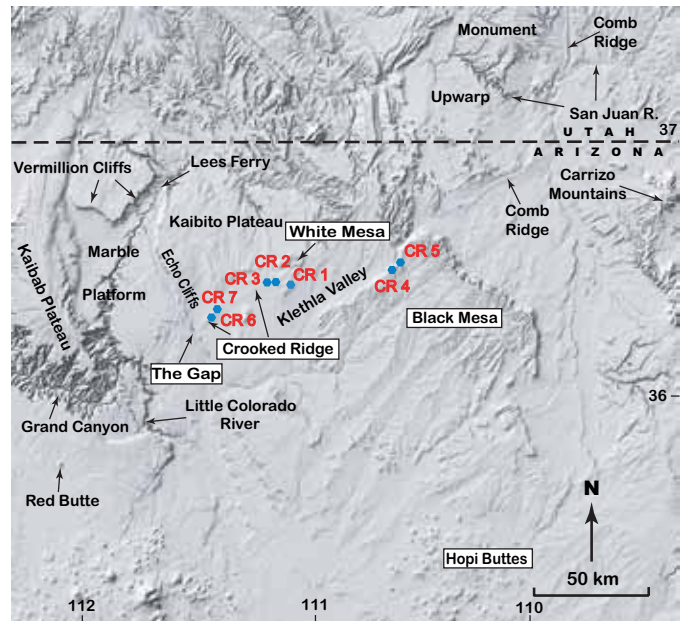 Monument
Upwarp
Comb
Ridge
San Juan R.
UTAH
37
ARIZONA
Vermillion Cliffs
Lees Ferry
Carrizo
Mountains
Comb
Ridge
Kaibito Plateau
White Mesa
Kaibab Plateau
Marble
Platform
Echo Cliffs
CR 2
CR 3
CR 1
CR 5
CR 4
Klethla Valley
CR 7
CR 6
Black Mesa
Crooked Ridge
The Gap
36
Little Colorado
River
Grand Canyon
Red Butte
N
Hopi Buttes
50 km
112
111
110